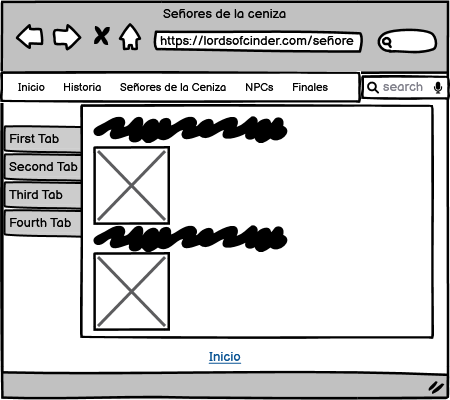 Señores de la ceniza
https://lordsofcinder.com/señore
Inicio Historia Señores de la Ceniza NPCs Finales search
First Tab
Second Tab
Third Tab
Fourth Tab
Inicio